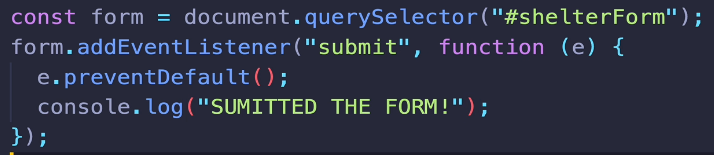 const form = document.querySelector("#shelterForm");
form.addEventListener("submit", function (e) {
  e.preventDefault();
  console.log("SUMITTED THE FORM!");
});